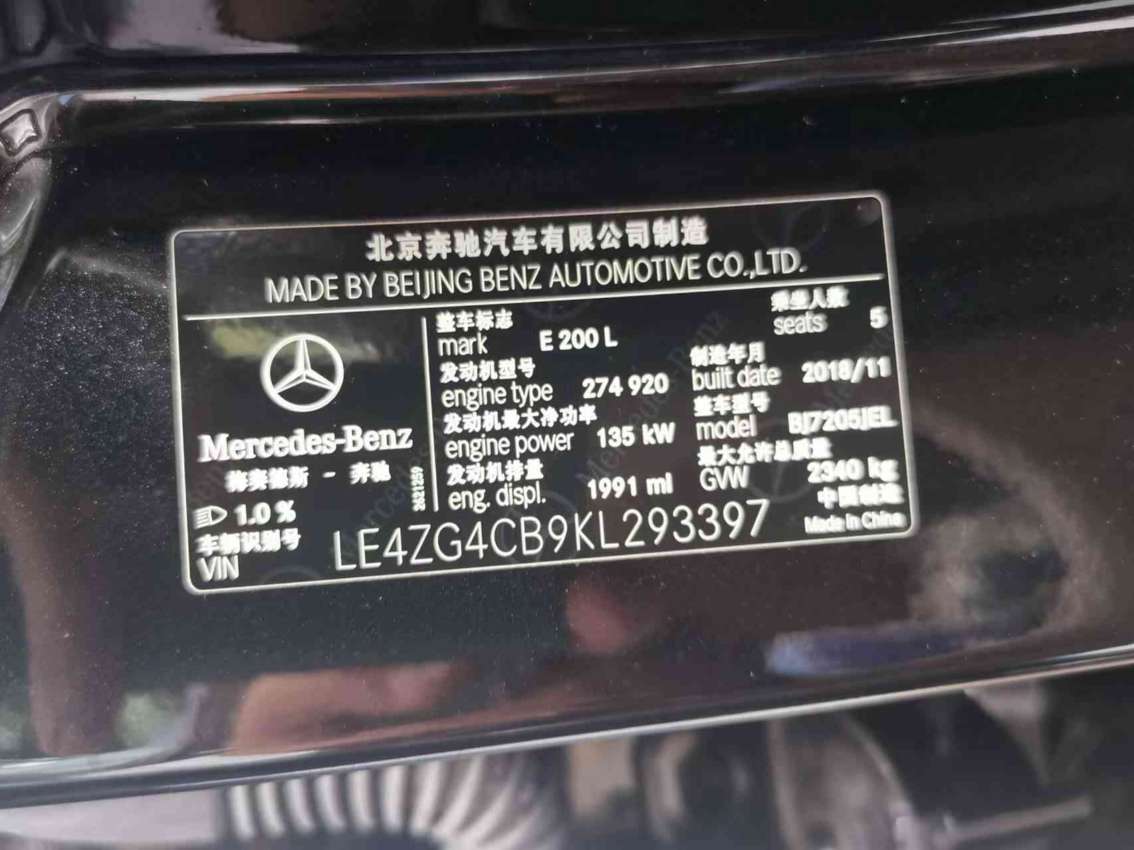 北京奔驰汽车有限公司制造
MADE BY BEIJING BENZ AUTOMOTIVE CO.,LTD.
Mercedes-Benz
梅赛德斯 - 奔驰
1.0 %
整车标志
mark E 200 L
乘坐人数
seats 5
发动机型号
engine type 274 920
制造年月
built date 2018/11
发动机最大净功率
engine power 135 kW
整车型号
model BJ7205JEL
发动机排量
eng. displ. 1991 ml
最大允许总质量
GVW 2340 kg
2621259
中国制造
Made in China
车辆识别号
VIN LE4ZG4CB9KL293397